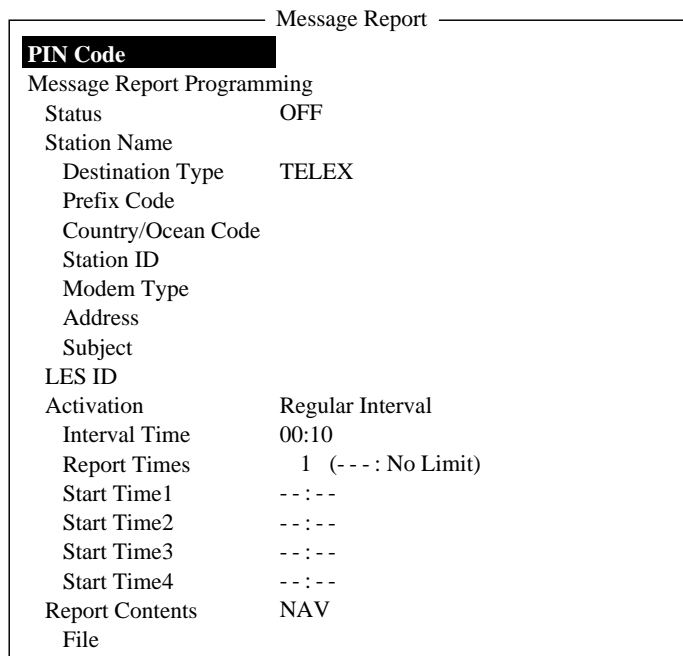 Message Report
PIN Code
Message Report Programming
Status OFF
Station Name
Destination Type TELEX
Prefix Code
Country/Ocean Code
Station ID
Modem Type
Address
Subject
LES ID
Activation Regular Interval
Interval Time 00:10
Report Times 1 (- - - : No Limit)
Start Time1 - - : - -
Start Time2 - - : - -
Start Time3 - - : - -
Start Time4 - - : - -
Report Contents NAV
File